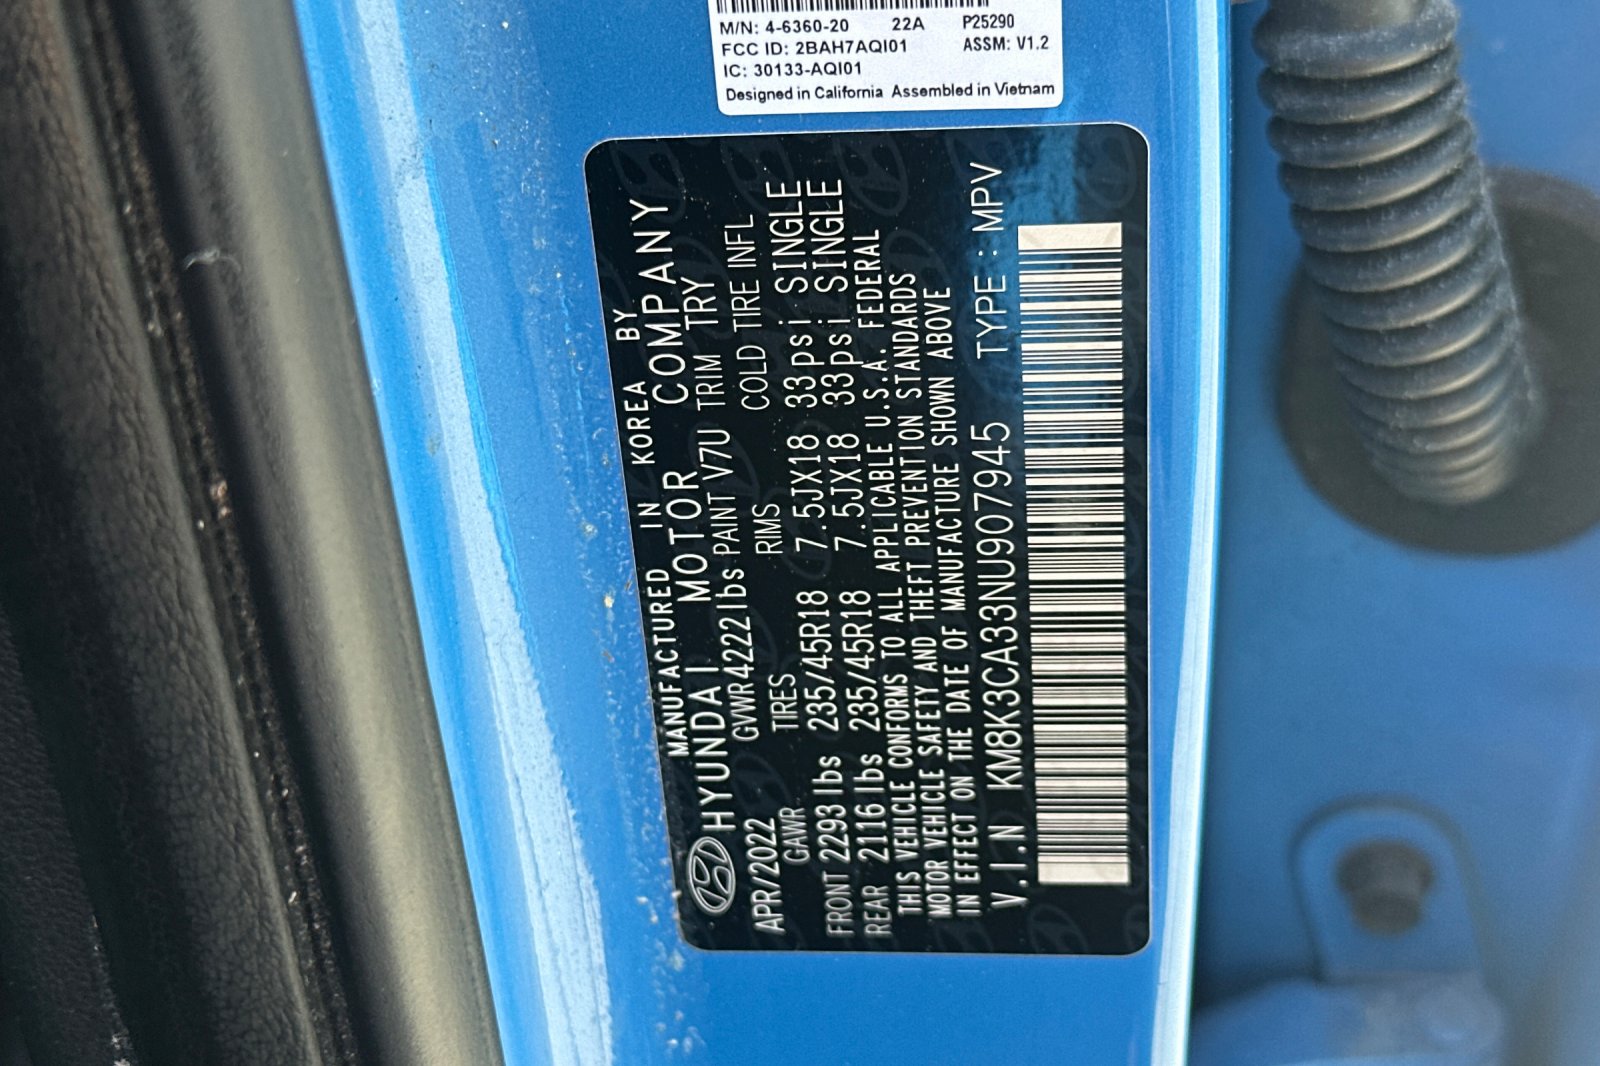 M/N: 4-6360-20 22A P25290
FCC ID: 2BAH7AQI01 ASSM: V1.2
IC: 30133-AQI01
Designed in California Assembled in Vietnam
MANUFACTURED IN KOREA BY
HYUNDAI MOTOR COMPANY
APR/2022 GVWR4222lbs PAINT V7U TRIM TRY
GAWR TIRES RIMS COLD TIRE INFL
FRONT 2293 lbs 235/45R18 7.5JX18 33psi SINGLE
REAR 2116 lbs 235/45R18 7.5JX18 33psi SINGLE
THIS VEHICLE CONFORMS TO ALL APPLICABLE U.S.A. FEDERAL
MOTOR VEHICLE SAFETY AND THEFT PREVENTION STANDARDS
IN EFFECT ON THE DATE OF MANUFACTURE SHOWN ABOVE
V.I.N KM8K3CA33NU907945 TYPE : MPV